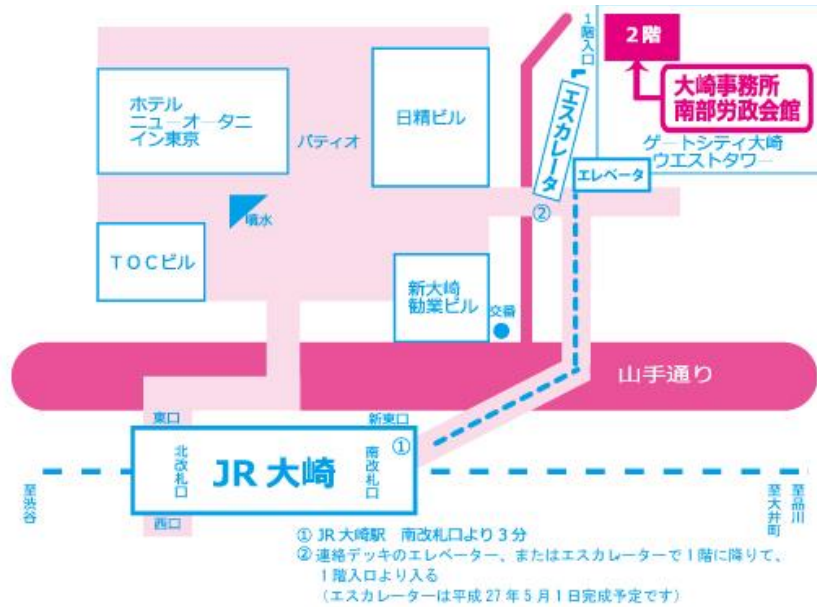 1階入口
2階
大崎事務所
南部労政会館
ゲートシティ大崎
ウエストタワー
エスカレータ
エレベータ
②
ホテル
ニューオータニ
イン東京
パティオ
日精ビル
噴水
TOCビル
新大崎
勧業ビル
交番
山手通り
東口
新東口
北改札口
JR 大崎
南改札口
①
西口
至渋谷
至大井町
至品川
① JR 大崎駅 南改札口より 3 分
② 連絡デッキのエレベーター、またはエスカレーターで 1 階に降りて、
1 階入口より入る
(エスカレーターは平成 27 年 5 月 1 日完成予定です)